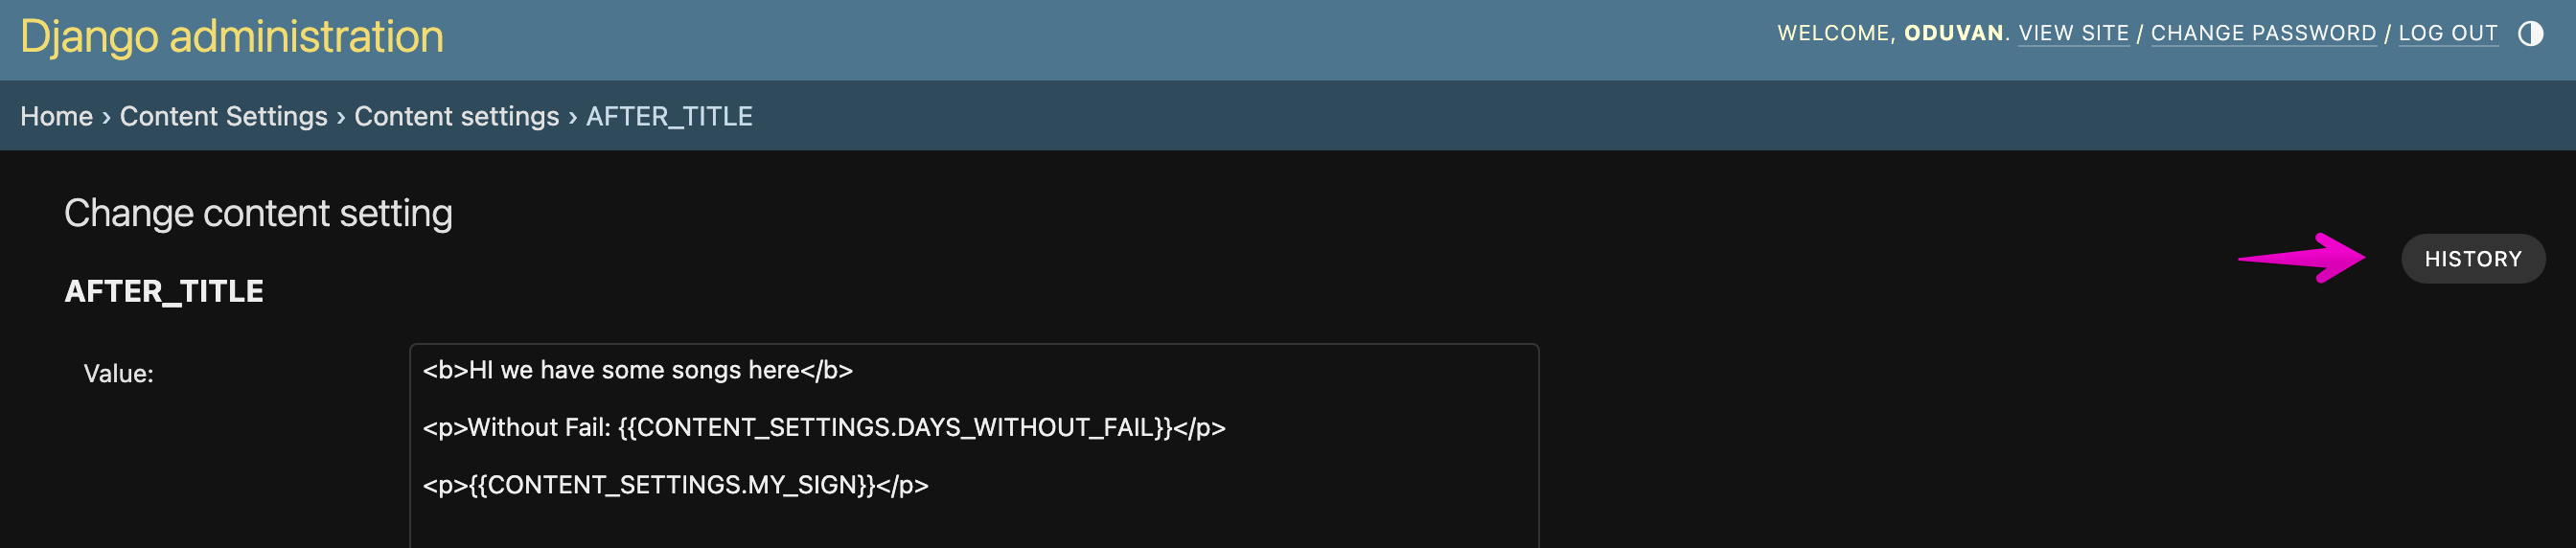 Django administration
WELCOME, ODUVAN. VIEW SITE / CHANGE PASSWORD / LOG OUT
Home › Content Settings › Content settings › AFTER_TITLE
Change content setting
HISTORY
AFTER_TITLE
Value:
<b>HI we have some songs here</b>
<p>Without Fail: {{CONTENT_SETTINGS.DAYS_WITHOUT_FAIL}}</p>
<p>{{CONTENT_SETTINGS.MY_SIGN}}</p>